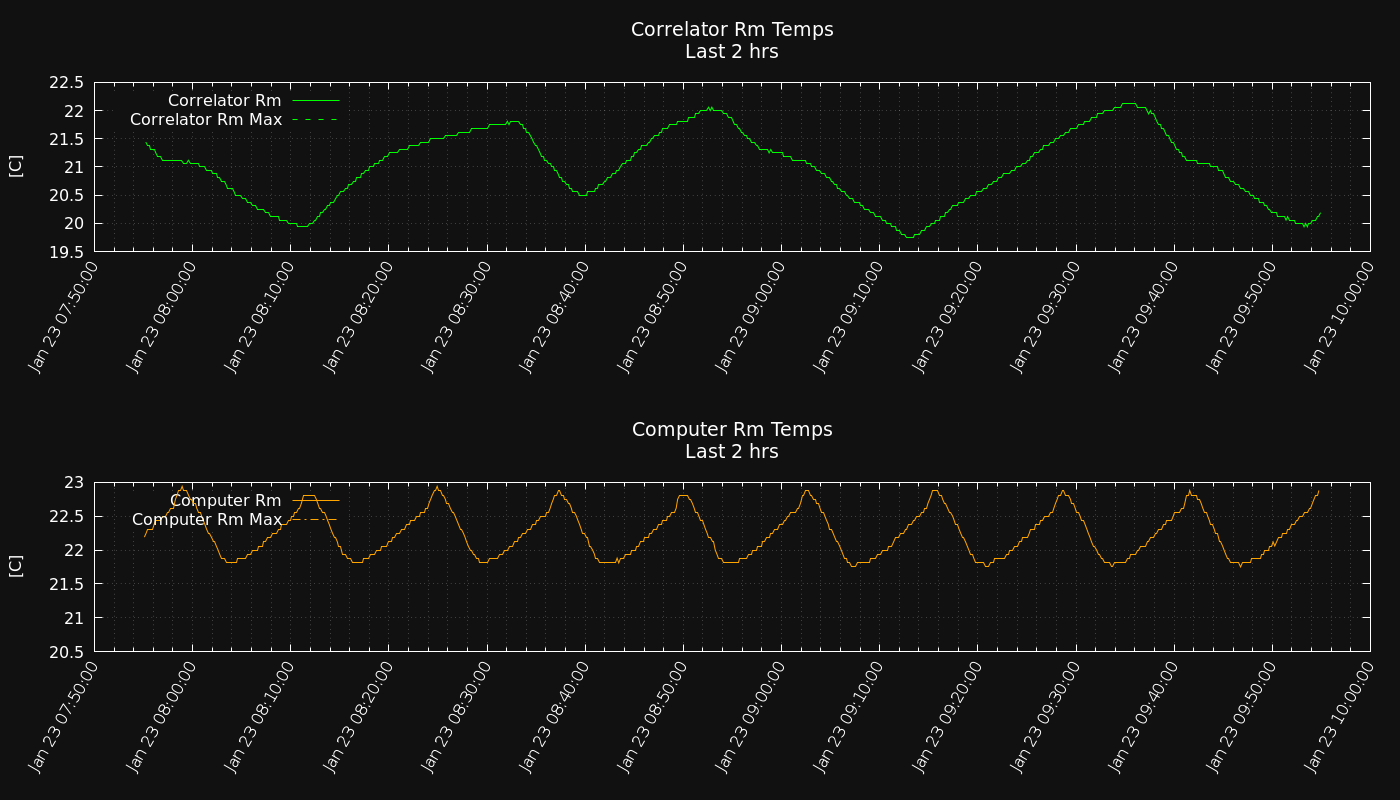 Correlator Rm Temps
Last 2 hrs
22.5
22
21.5
21
20.5
20
19.5
[C]
Correlator Rm
Correlator Rm Max
Jan 23 07:50:00
Jan 23 08:00:00
Jan 23 08:10:00
Jan 23 08:20:00
Jan 23 08:30:00
Jan 23 08:40:00
Jan 23 08:50:00
Jan 23 09:00:00
Jan 23 09:10:00
Jan 23 09:20:00
Jan 23 09:30:00
Jan 23 09:40:00
Jan 23 09:50:00
Jan 23 10:00:00
Computer Rm Temps
Last 2 hrs
23
22.5
22
21.5
21
20.5
[C]
Computer Rm
Computer Rm Max
Jan 23 07:50:00
Jan 23 08:00:00
Jan 23 08:10:00
Jan 23 08:20:00
Jan 23 08:30:00
Jan 23 08:40:00
Jan 23 08:50:00
Jan 23 09:00:00
Jan 23 09:10:00
Jan 23 09:20:00
Jan 23 09:30:00
Jan 23 09:40:00
Jan 23 09:50:00
Jan 23 10:00:00